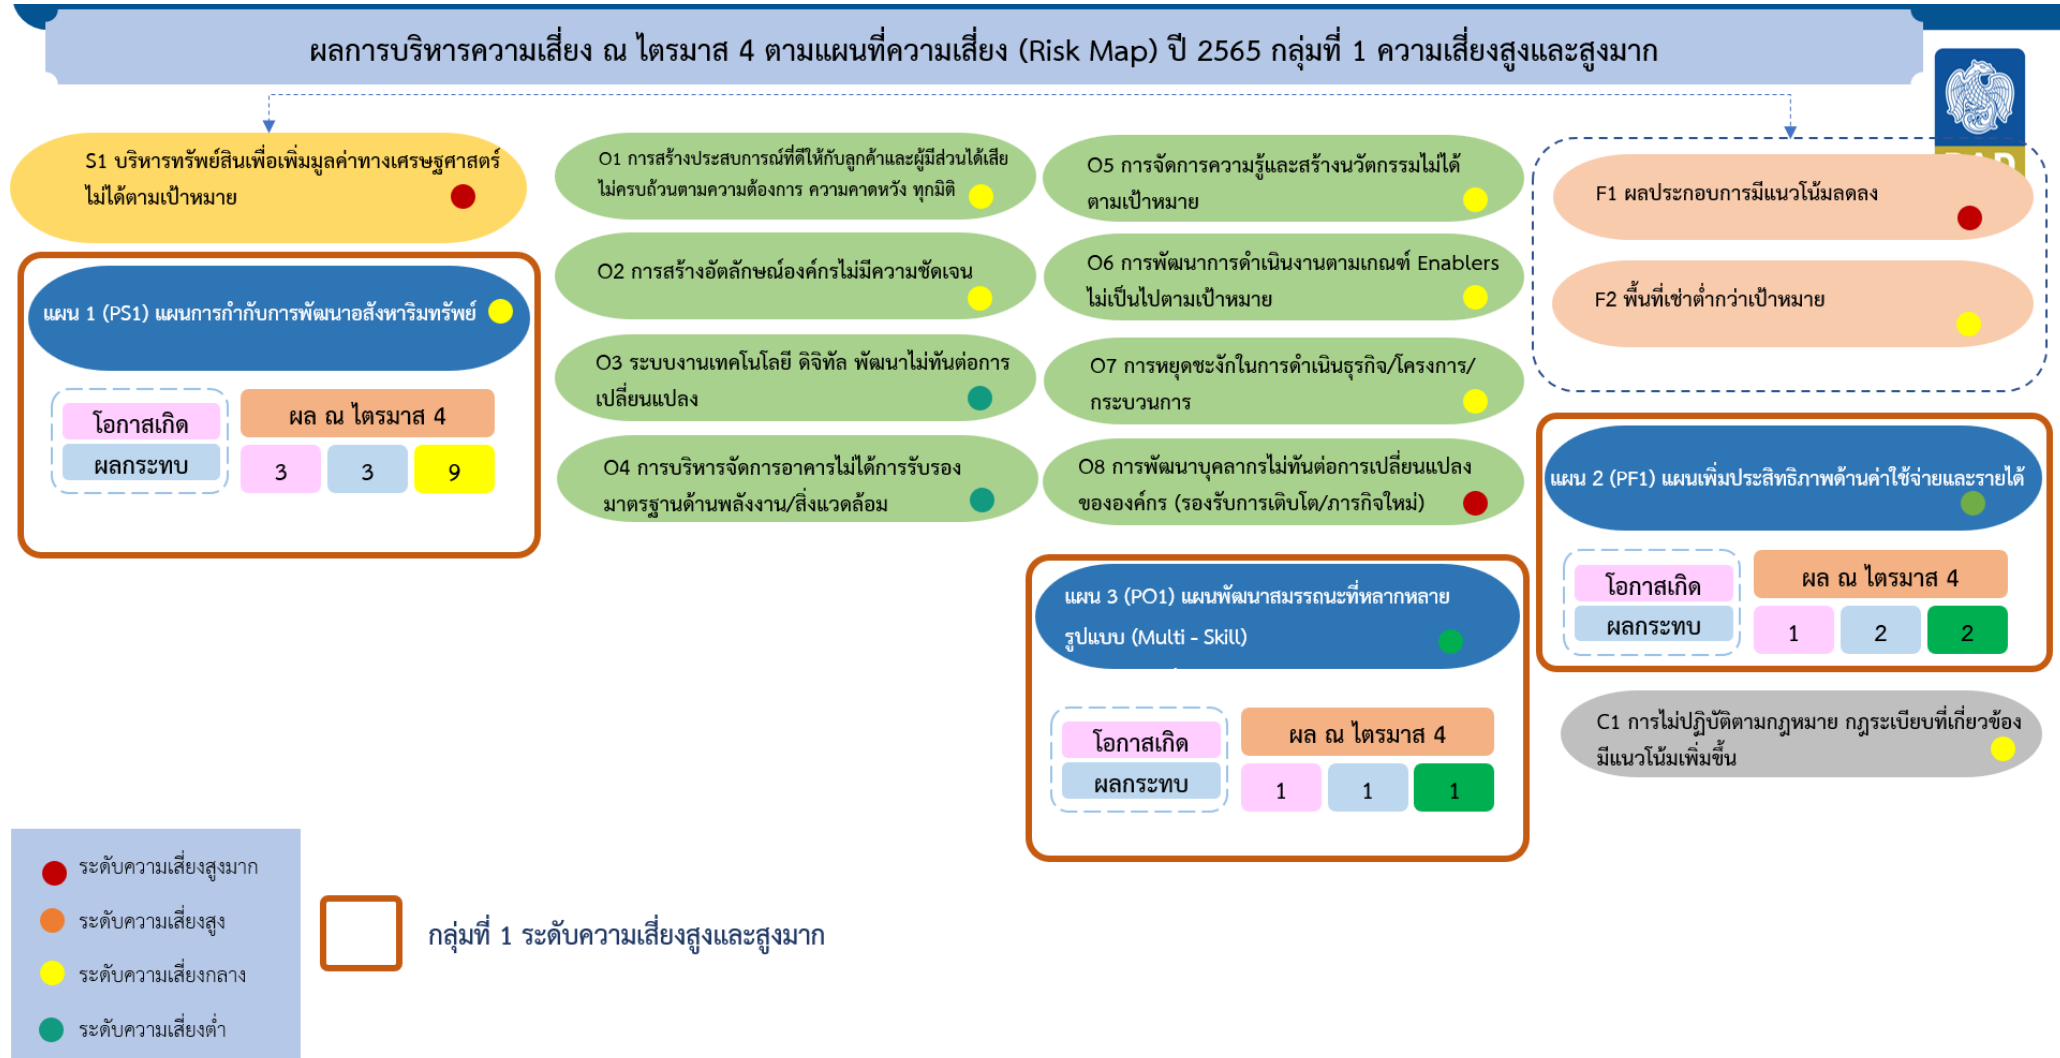 ผลการบริหารความเสี่ยง ณ ไตรมาส 4 ตามแผนที่ความเสี่ยง (Risk Map) ปี 2565 กลุ่มที่ 1 ความเสี่ยงสูงและสูงมาก
S1 บริหารทรัพย์สินเพื่อเพิ่มมูลค่าทางเศรษฐศาสตร์
ไม่ได้ตามเป้าหมาย
แผน 1 (PS1) แผนการกำกับการพัฒนาอสังหาริมทรัพย์
โอกาสเกิด
ผลกระทบ
ผล ณ ไตรมาส 4
3 3 9
O1 การสร้างประสบการณ์ที่ดีให้กับลูกค้าและผู้มีส่วนได้เสีย
ไม่ครบถ้วนตามความต้องการ ความคาดหวัง ทุกมิติ
O2 การสร้างอัตลักษณ์องค์กรไม่มีความชัดเจน
O3 ระบบงานเทคโนโลยี ดิจิทัล พัฒนาไม่ทันต่อการ
เปลี่ยนแปลง
O4 การบริหารจัดการอาคารไม่ได้การรับรอง
มาตรฐานด้านพลังงาน/สิ่งแวดล้อม
O5 การจัดการความรู้และสร้างนวัตกรรมไม่ได้
ตามเป้าหมาย
O6 การพัฒนาการดำเนินงานตามเกณฑ์ Enablers
ไม่เป็นไปตามเป้าหมาย
O7 การหยุดชะงักในการดำเนินธุรกิจ/โครงการ/
กระบวนการ
O8 การพัฒนาบุคลากรไม่ทันต่อการเปลี่ยนแปลง
ขององค์กร (รองรับการเติบโต/ภารกิจใหม่)
แผน 3 (PO1) แผนพัฒนาสมรรถนะที่หลากหลาย
รูปแบบ (Multi - Skill)
โอกาสเกิด
ผลกระทบ
ผล ณ ไตรมาส 4
1 1 1
F1 ผลประกอบการมีแนวโน้มลดลง
F2 พื้นที่เช่าต่ำกว่าเป้าหมาย
แผน 2 (PF1) แผนเพิ่มประสิทธิภาพด้านค่าใช้จ่ายและรายได้
โอกาสเกิด
ผลกระทบ
ผล ณ ไตรมาส 4
1 2 2
C1 การไม่ปฏิบัติตามกฎหมาย กฎระเบียบที่เกี่ยวข้อง
มีแนวโน้มเพิ่มขึ้น
ระดับความเสี่ยงสูงมาก
ระดับความเสี่ยงสูง
ระดับความเสี่ยงกลาง
ระดับความเสี่ยงต่ำ
กลุ่มที่ 1 ระดับความเสี่ยงสูงและสูงมาก